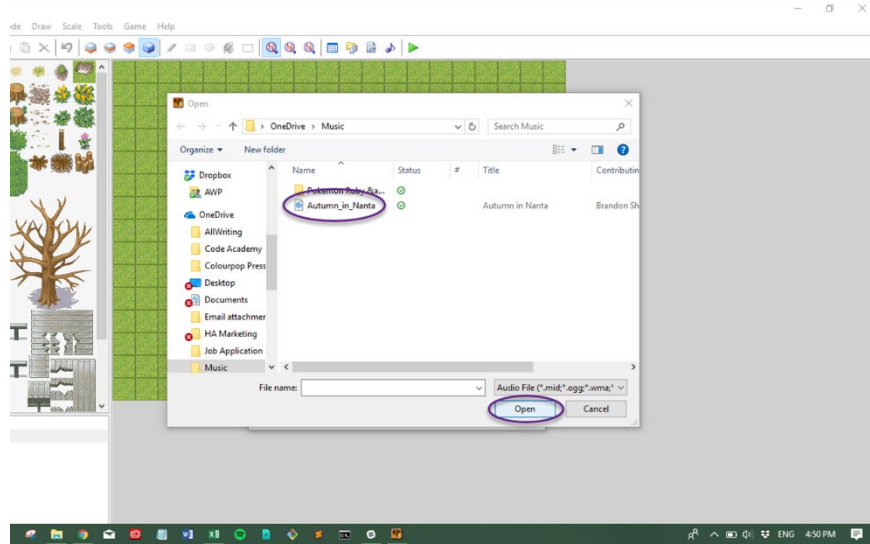 ode Draw Scale Tools Game Help
Open
OneDrive > Music
Search Music
Organize New folder
Name Status # Title Contributin
Dropbox
AWP
OneDrive
AllWriting
Code Academy
Colourpop Press
Desktop
Documents
Email attachmer
HA Marketing
Job Application
Music
Pokemon Ruby &a...
Autumn_in_Nanta Autumn in Nanta Brandon Sh
File name: Audio File (*.mid;*.ogg;*.wma;*
Open Cancel
ENG 4:50 PM